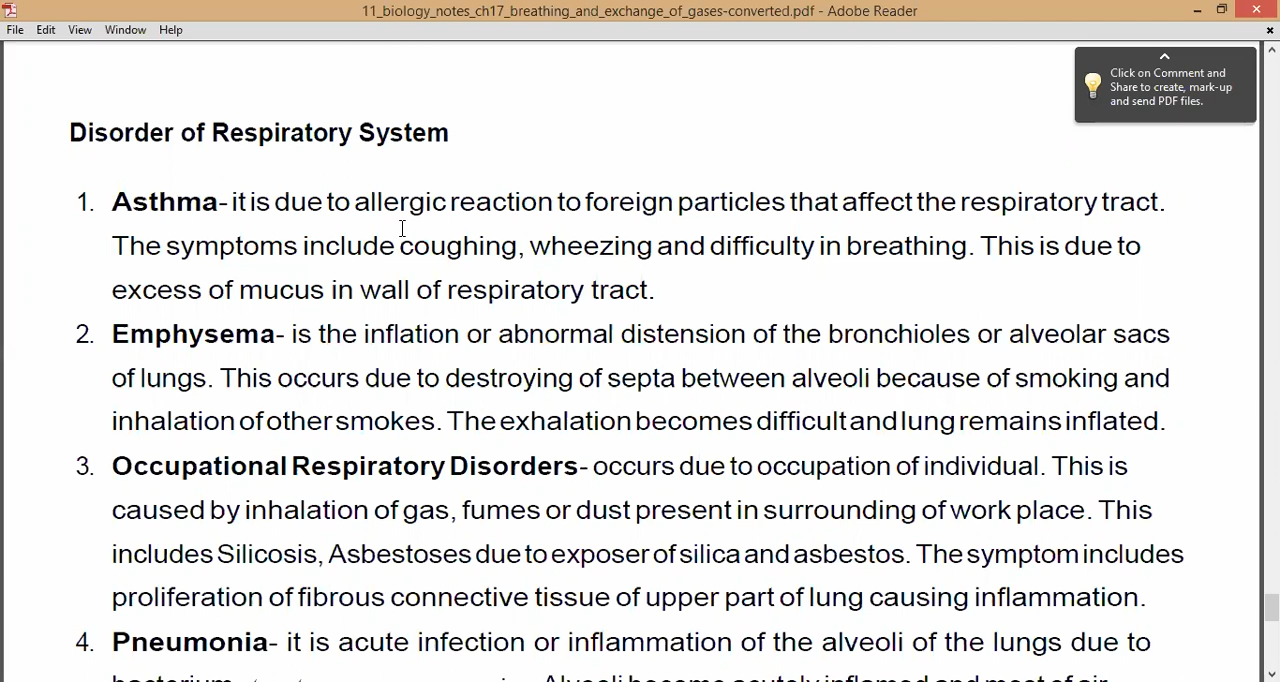 11_biology_notes_ch17_breathing_and_exchange_of_gases-converted.pdf - Adobe Reader
File Edit View Window Help
Click on Comment and
Share to create, mark-up
and send PDF files.
Disorder of Respiratory System
1. Asthma- it is due to allergic reaction to foreign particles that affect the respiratory tract.
The symptoms include coughing, wheezing and difficulty in breathing. This is due to
excess of mucus in wall of respiratory tract.
2. Emphysema- is the inflation or abnormal distension of the bronchioles or alveolar sacs
of lungs. This occurs due to destroying of septa between alveoli because of smoking and
inhalation of other smokes. The exhalation becomes difficult and lung remains inflated.
3. Occupational Respiratory Disorders- occurs due to occupation of individual. This is
caused by inhalation of gas, fumes or dust present in surrounding of work place. This
includes Silicosis, Asbestoses due to exposer of silica and asbestos. The symptom includes
proliferation of fibrous connective tissue of upper part of lung causing inflammation.
4. Pneumonia- it is acute infection or inflammation of the alveoli of the lungs due to
Alveoli become acutely inflamed and most of air